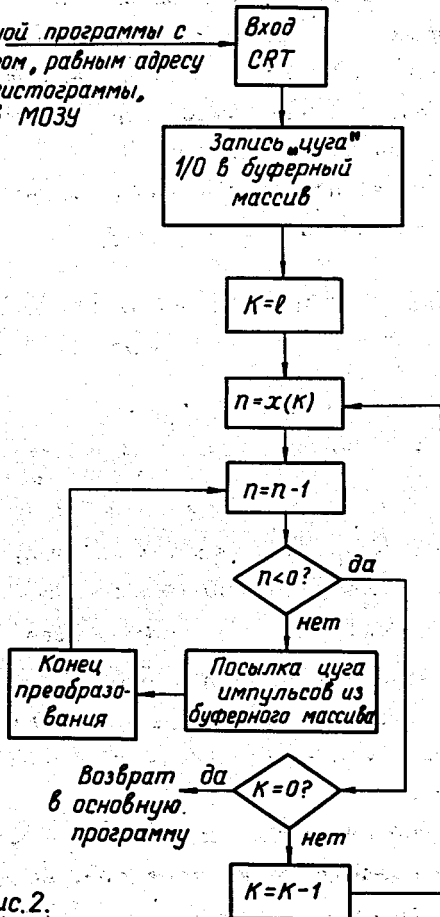 ной программы с
ром, равным адресу
гистограммы,
МОЗУ
Вход
CRT
Запись „цуга"
1/0 в буферный
массив
K=ℓ
n=x(K)
n=n-1
n<0?
да
нет
Посылка цуга
импульсов из
буферного массива
Конец
преобразо-
вания
Возврат
в основную
программу
да
K=0?
нет
K=K-1
ис.2.